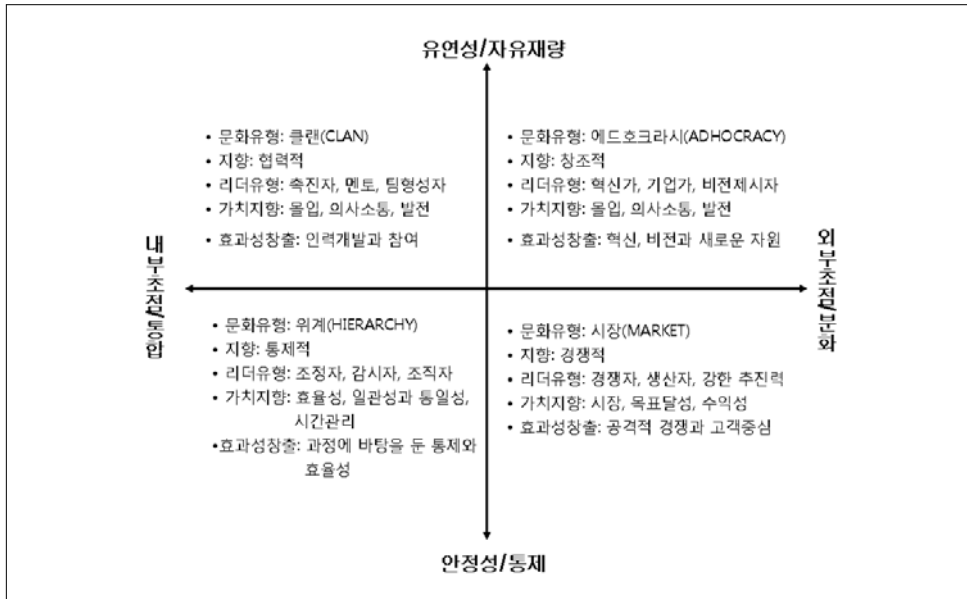 유연성/자유재량
• 문화유형: 클랜(CLAN)
• 지향: 협력적
• 리더유형: 촉진자, 멘토, 팀형성자
• 가치지향: 몰입, 의사소통, 발전
• 효과성창출: 인력개발과 참여
• 문화유형: 에드호크라시(ADHOCRACY)
• 지향: 창조적
• 리더유형: 혁신가, 기업가, 비전제시자
• 가치지향: 몰입, 의사소통, 발전
• 효과성창출: 혁신, 비전과 새로운 자원
내부초점/통합
외부초점/분화
• 문화유형: 위계(HIERARCHY)
• 지향: 통제적
• 리더유형: 조정자, 감시자, 조직자
• 가치지향: 효율성, 일관성과 통일성,
시간관리
•효과성창출: 과정에 바탕을 둔 통제와
효율성
• 문화유형: 시장(MARKET)
• 지향: 경쟁적
• 리더유형: 경쟁자, 생산자, 강한 추진력
• 가치지향: 시장, 목표달성, 수익성
• 효과성창출: 공격적 경쟁과 고객중심
안정성/통제